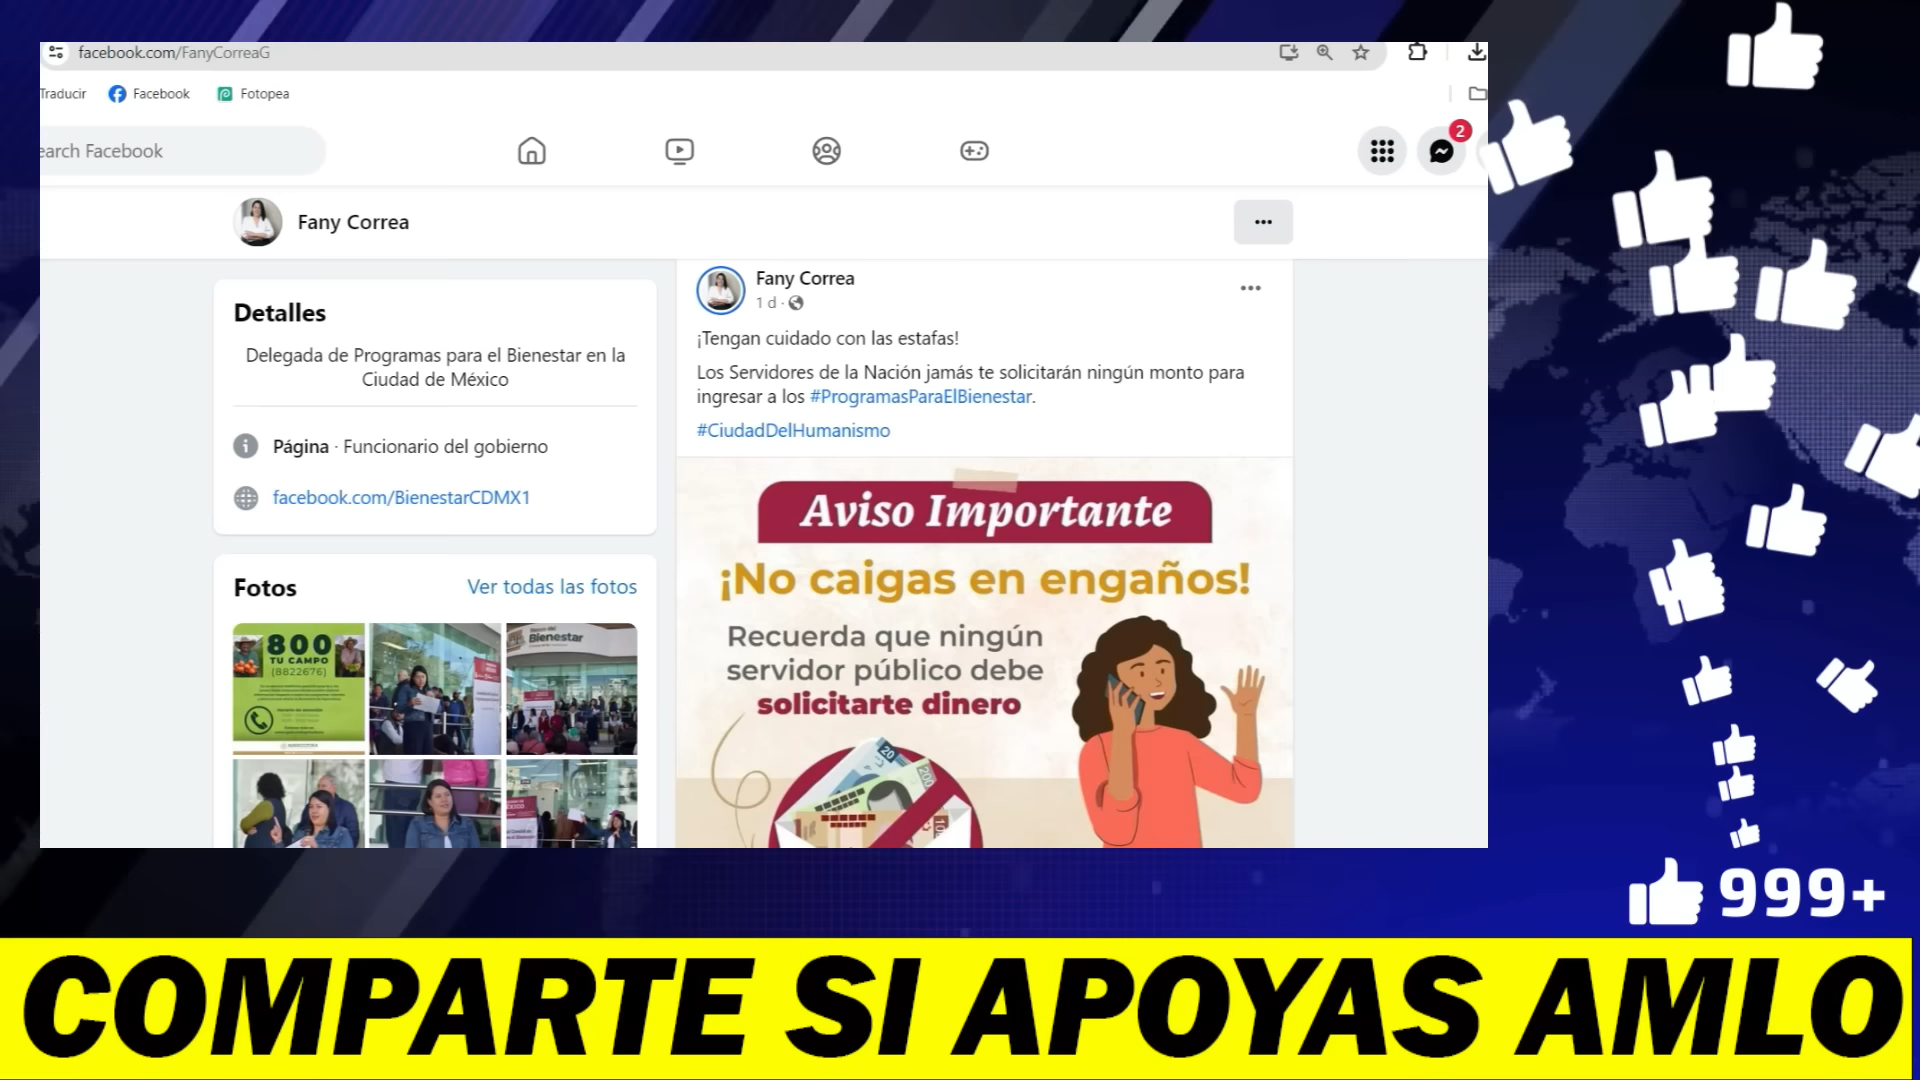 facebook.com/FanyCorreaG
Traducir
Facebook
Fotopea
earch Facebook
2
Fany Correa
Detalles
Delegada de Programas para el Bienestar en la
Ciudad de México
Página · Funcionario del gobierno
facebook.com/BienestarCDMX1
Fotos
Ver todas las fotos
800
TU CAMPO
(8822676)
Bienestar
Fany Correa
1 d ·
¡Tengan cuidado con las estafas!
Los Servidores de la Nación jamás te solicitarán ningún monto para
ingresar a los #ProgramasParaElBienestar.
#CiudadDelHumanismo
Aviso Importante
¡No caigas en engaños!
Recuerda que ningún
servidor público debe
solicitarte dinero
20
200
999+
COMPARTE SI APOYAS AMLO